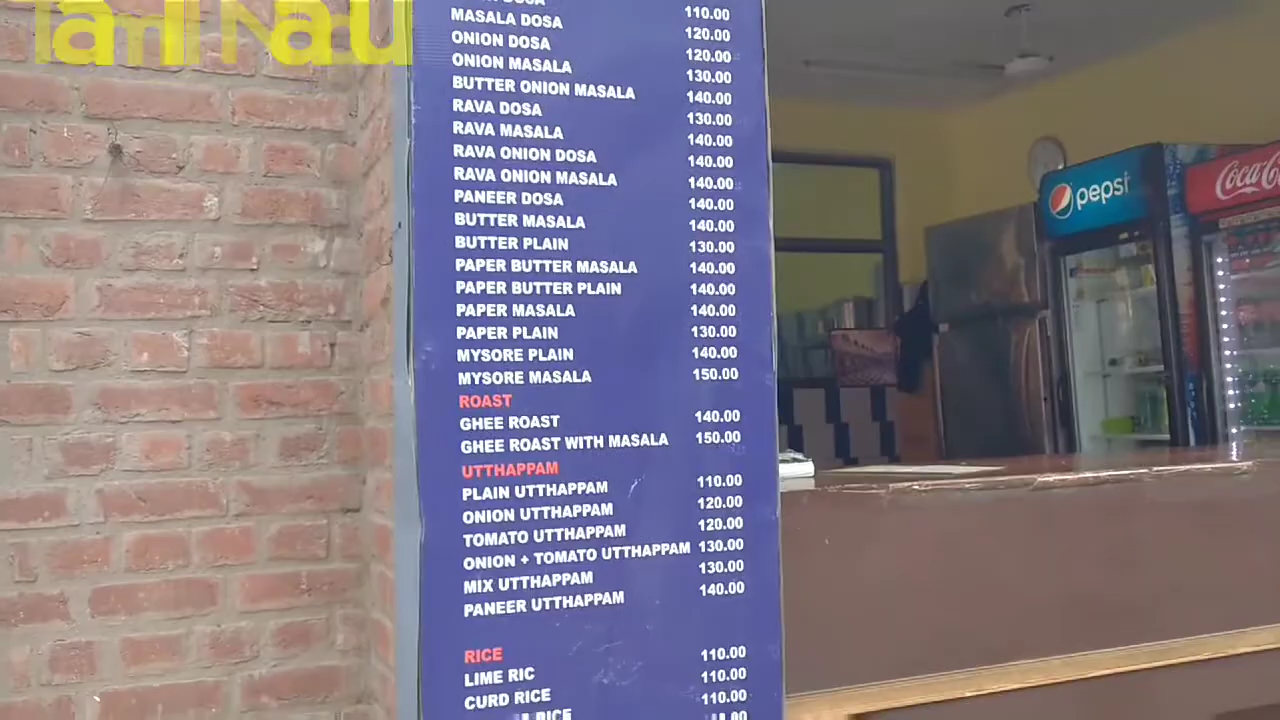 Tamil Nadu
DOSA 110.00
MASALA DOSA 120.00
ONION DOSA 120.00
ONION MASALA 130.00
BUTTER ONION MASALA 140.00
RAVA DOSA 130.00
RAVA MASALA 140.00
RAVA ONION DOSA 140.00
RAVA ONION MASALA 140.00
PANEER DOSA 140.00
BUTTER MASALA 140.00
BUTTER PLAIN 130.00
PAPER BUTTER MASALA 140.00
PAPER BUTTER PLAIN 140.00
PAPER MASALA 140.00
PAPER PLAIN 130.00
MYSORE PLAIN 140.00
MYSORE MASALA 150.00
ROAST
GHEE ROAST 140.00
GHEE ROAST WITH MASALA 150.00
UTTHAPPAM
PLAIN UTTHAPPAM 110.00
ONION UTTHAPPAM 120.00
TOMATO UTTHAPPAM 120.00
ONION + TOMATO UTTHAPPAM 130.00
MIX UTTHAPPAM 130.00
PANEER UTTHAPPAM 140.00
RICE
LIME RIC 110.00
CURD RICE 110.00
RICE 110.00
pepsi